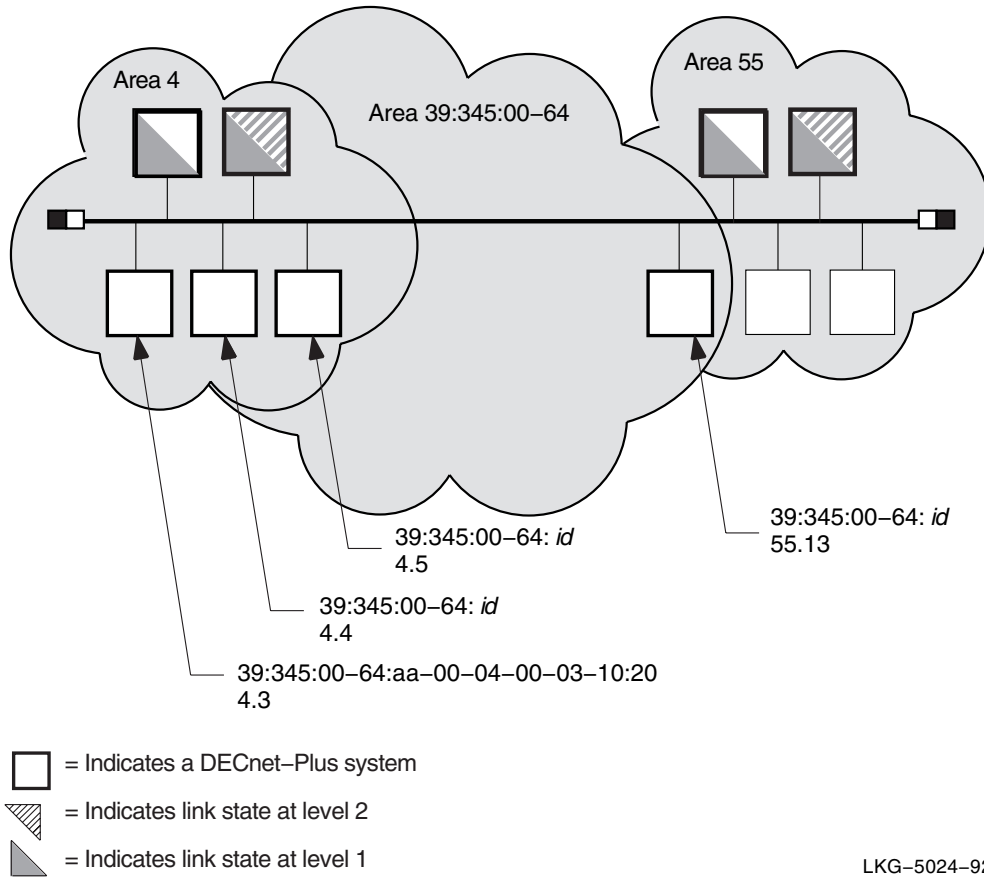 Area 4
Area 55
Area 39:345:00–64
39:345:00–64: id
55.13
39:345:00–64: id
4.5
39:345:00–64: id
4.4
39:345:00–64:aa–00–04–00–03–10:20
4.3
= Indicates a DECnet–Plus system
= Indicates link state at level 2
= Indicates link state at level 1
LKG–5024–92